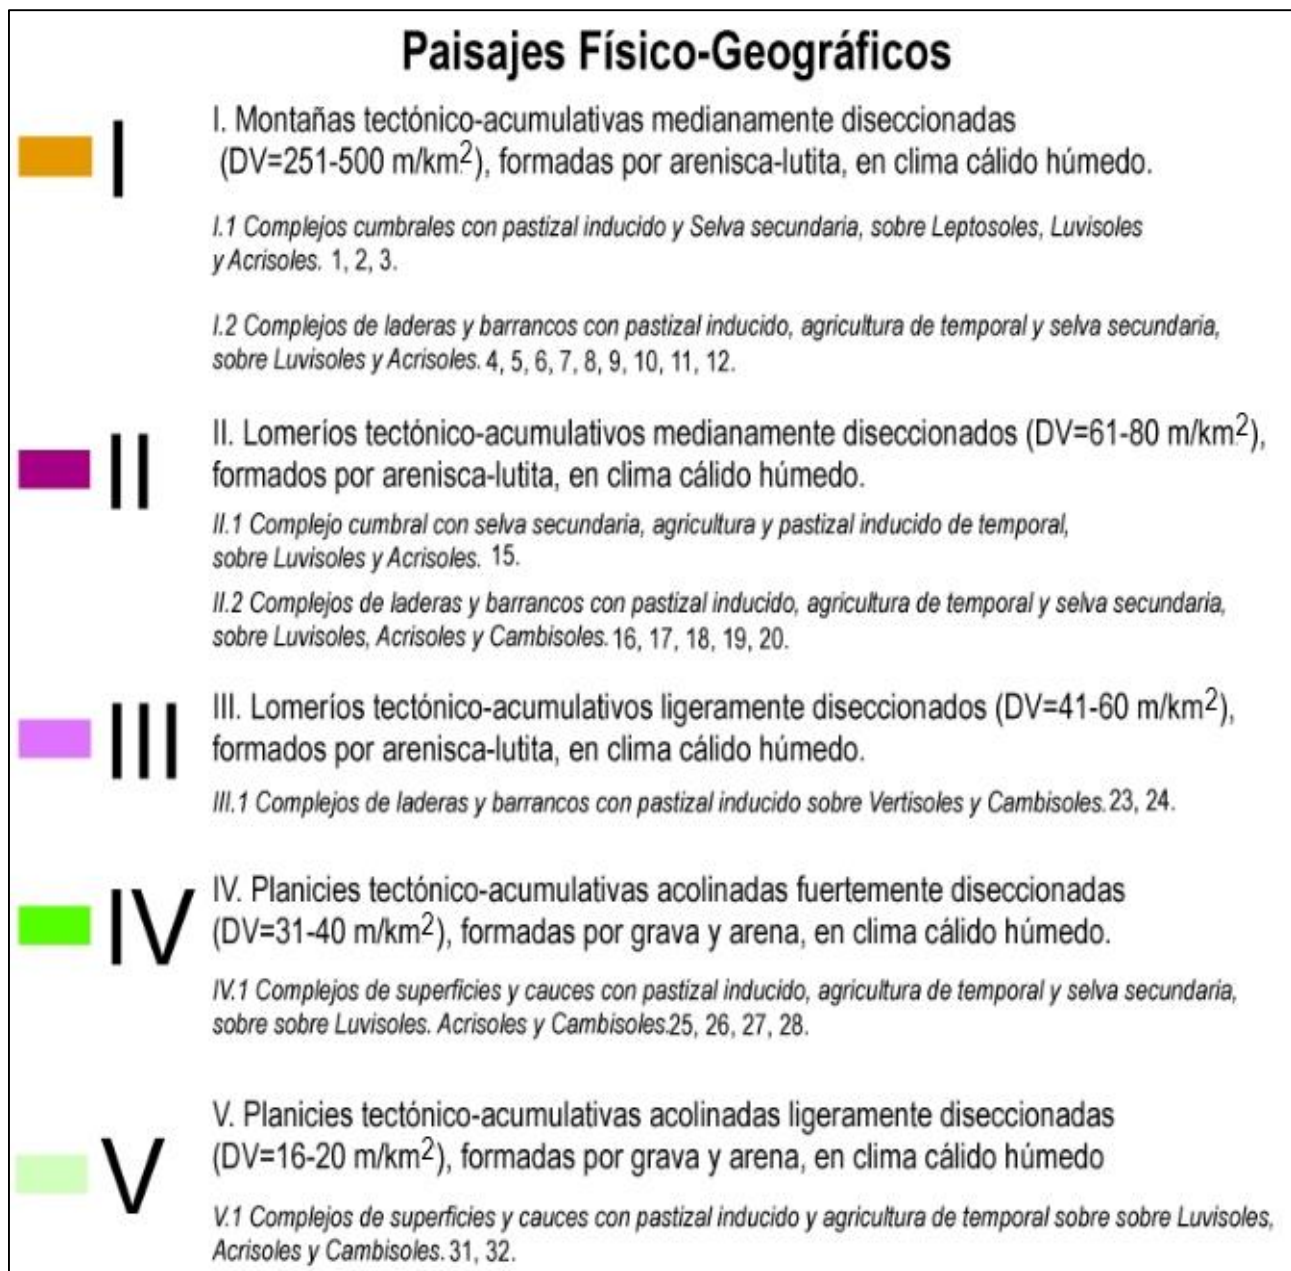 Paisajes Físico-Geográficos
I
I. Montañas tectónico-acumulativas medianamente diseccionadas
(DV=251-500 m/km²), formadas por arenisca-lutita, en clima cálido húmedo.
I.1 Complejos cumbrales con pastizal inducido y Selva secundaria, sobre Leptosoles, Luvisoles
y Acrisoles. 1, 2, 3.
I.2 Complejos de laderas y barrancos con pastizal inducido, agricultura de temporal y selva secundaria,
sobre Luvisoles y Acrisoles. 4, 5, 6, 7, 8, 9, 10, 11, 12.
II
II. Lomeríos tectónico-acumulativos medianamente diseccionados (DV=61-80 m/km²),
formados por arenisca-lutita, en clima cálido húmedo.
II.1 Complejo cumbral con selva secundaria, agricultura y pastizal inducido de temporal,
sobre Luvisoles y Acrisoles. 15.
II.2 Complejos de laderas y barrancos con pastizal inducido, agricultura de temporal y selva secundaria,
sobre Luvisoles, Acrisoles y Cambisoles. 16, 17, 18, 19, 20.
III
III. Lomeríos tectónico-acumulativos ligeramente diseccionados (DV=41-60 m/km²),
formados por arenisca-lutita, en clima cálido húmedo.
III.1 Complejos de laderas y barrancos con pastizal inducido sobre Vertisoles y Cambisoles. 23, 24.
IV
IV. Planicies tectónico-acumulativas acolinadas fuertemente diseccionadas
(DV=31-40 m/km²), formadas por grava y arena, en clima cálido húmedo.
IV.1 Complejos de superficies y cauces con pastizal inducido, agricultura de temporal y selva secundaria,
sobre sobre Luvisoles. Acrisoles y Cambisoles. 25, 26, 27, 28.
V
V. Planicies tectónico-acumulativas acolinadas ligeramente diseccionadas
(DV=16-20 m/km²), formadas por grava y arena, en clima cálido húmedo
V.1 Complejos de superficies y cauces con pastizal inducido y agricultura de temporal sobre sobre Luvisoles,
Acrisoles y Cambisoles. 31, 32.